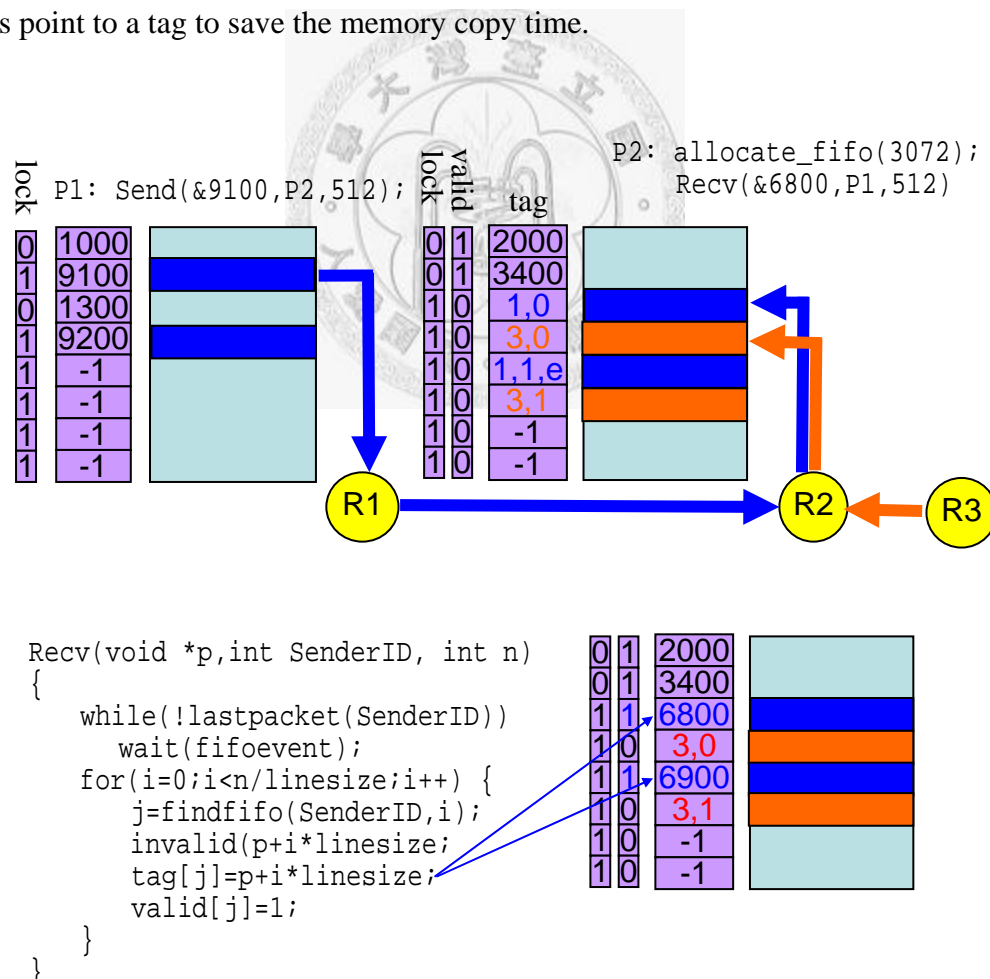 s point to a tag to save the memory copy time.
lock
P1: Send(&9100,P2,512);
lock
valid
tag
P2: allocate_fifo(3072);
Recv(&6800,P1,512)
0 1000
1 9100
0 1300
1 9200
1 -1
1 -1
1 -1
1 -1
0 1 2000
0 1 3400
1 0 1,0
1 0 3,0
1 0 1,1,e
1 0 3,1
1 0 -1
1 0 -1
R1
R2
R3
Recv(void *p,int SenderID, int n)
{
while(!lastpacket(SenderID))
wait(fifoevent);
for(i=0;i<n/linesize;i++) {
j=findfifo(SenderID,i);
invalid(p+i*linesize;
tag[j]=p+i*linesize;
valid[j]=1;
}
}
0 1 2000
0 1 3400
1 1 6800
1 0 3,0
1 1 6900
1 0 3,1
1 0 -1
1 0 -1